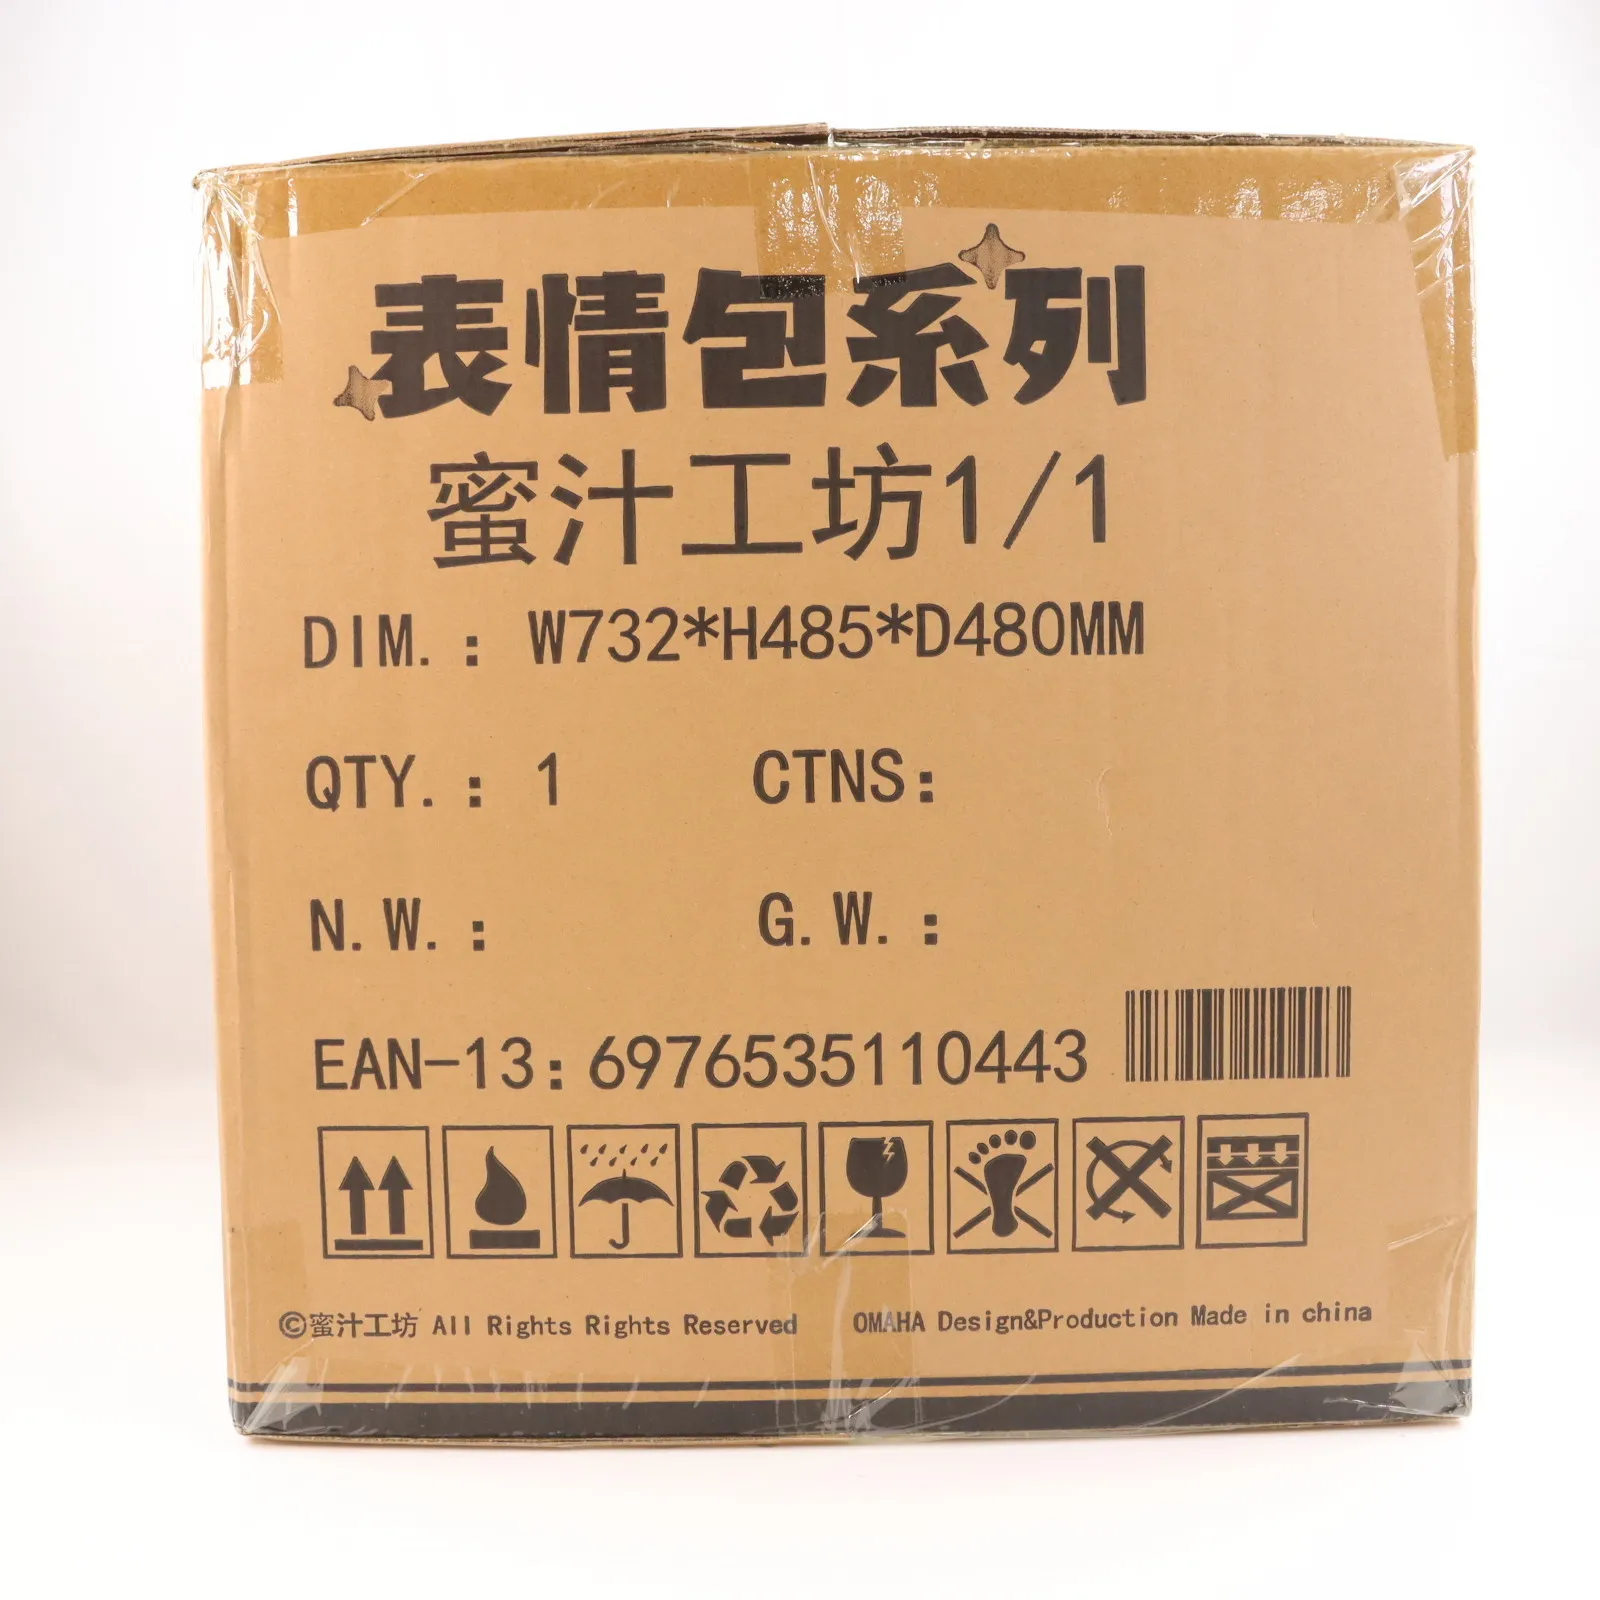 表情包系列
蜜汁工坊1/1
DIM.: W732*H485*D480MM
QTY.: 1 CTNS:
N.W.: G.W.:
EAN-13: 6976535110443
©蜜汁工坊 All Rights Rights Reserved OMAHA Design&Production Made in china